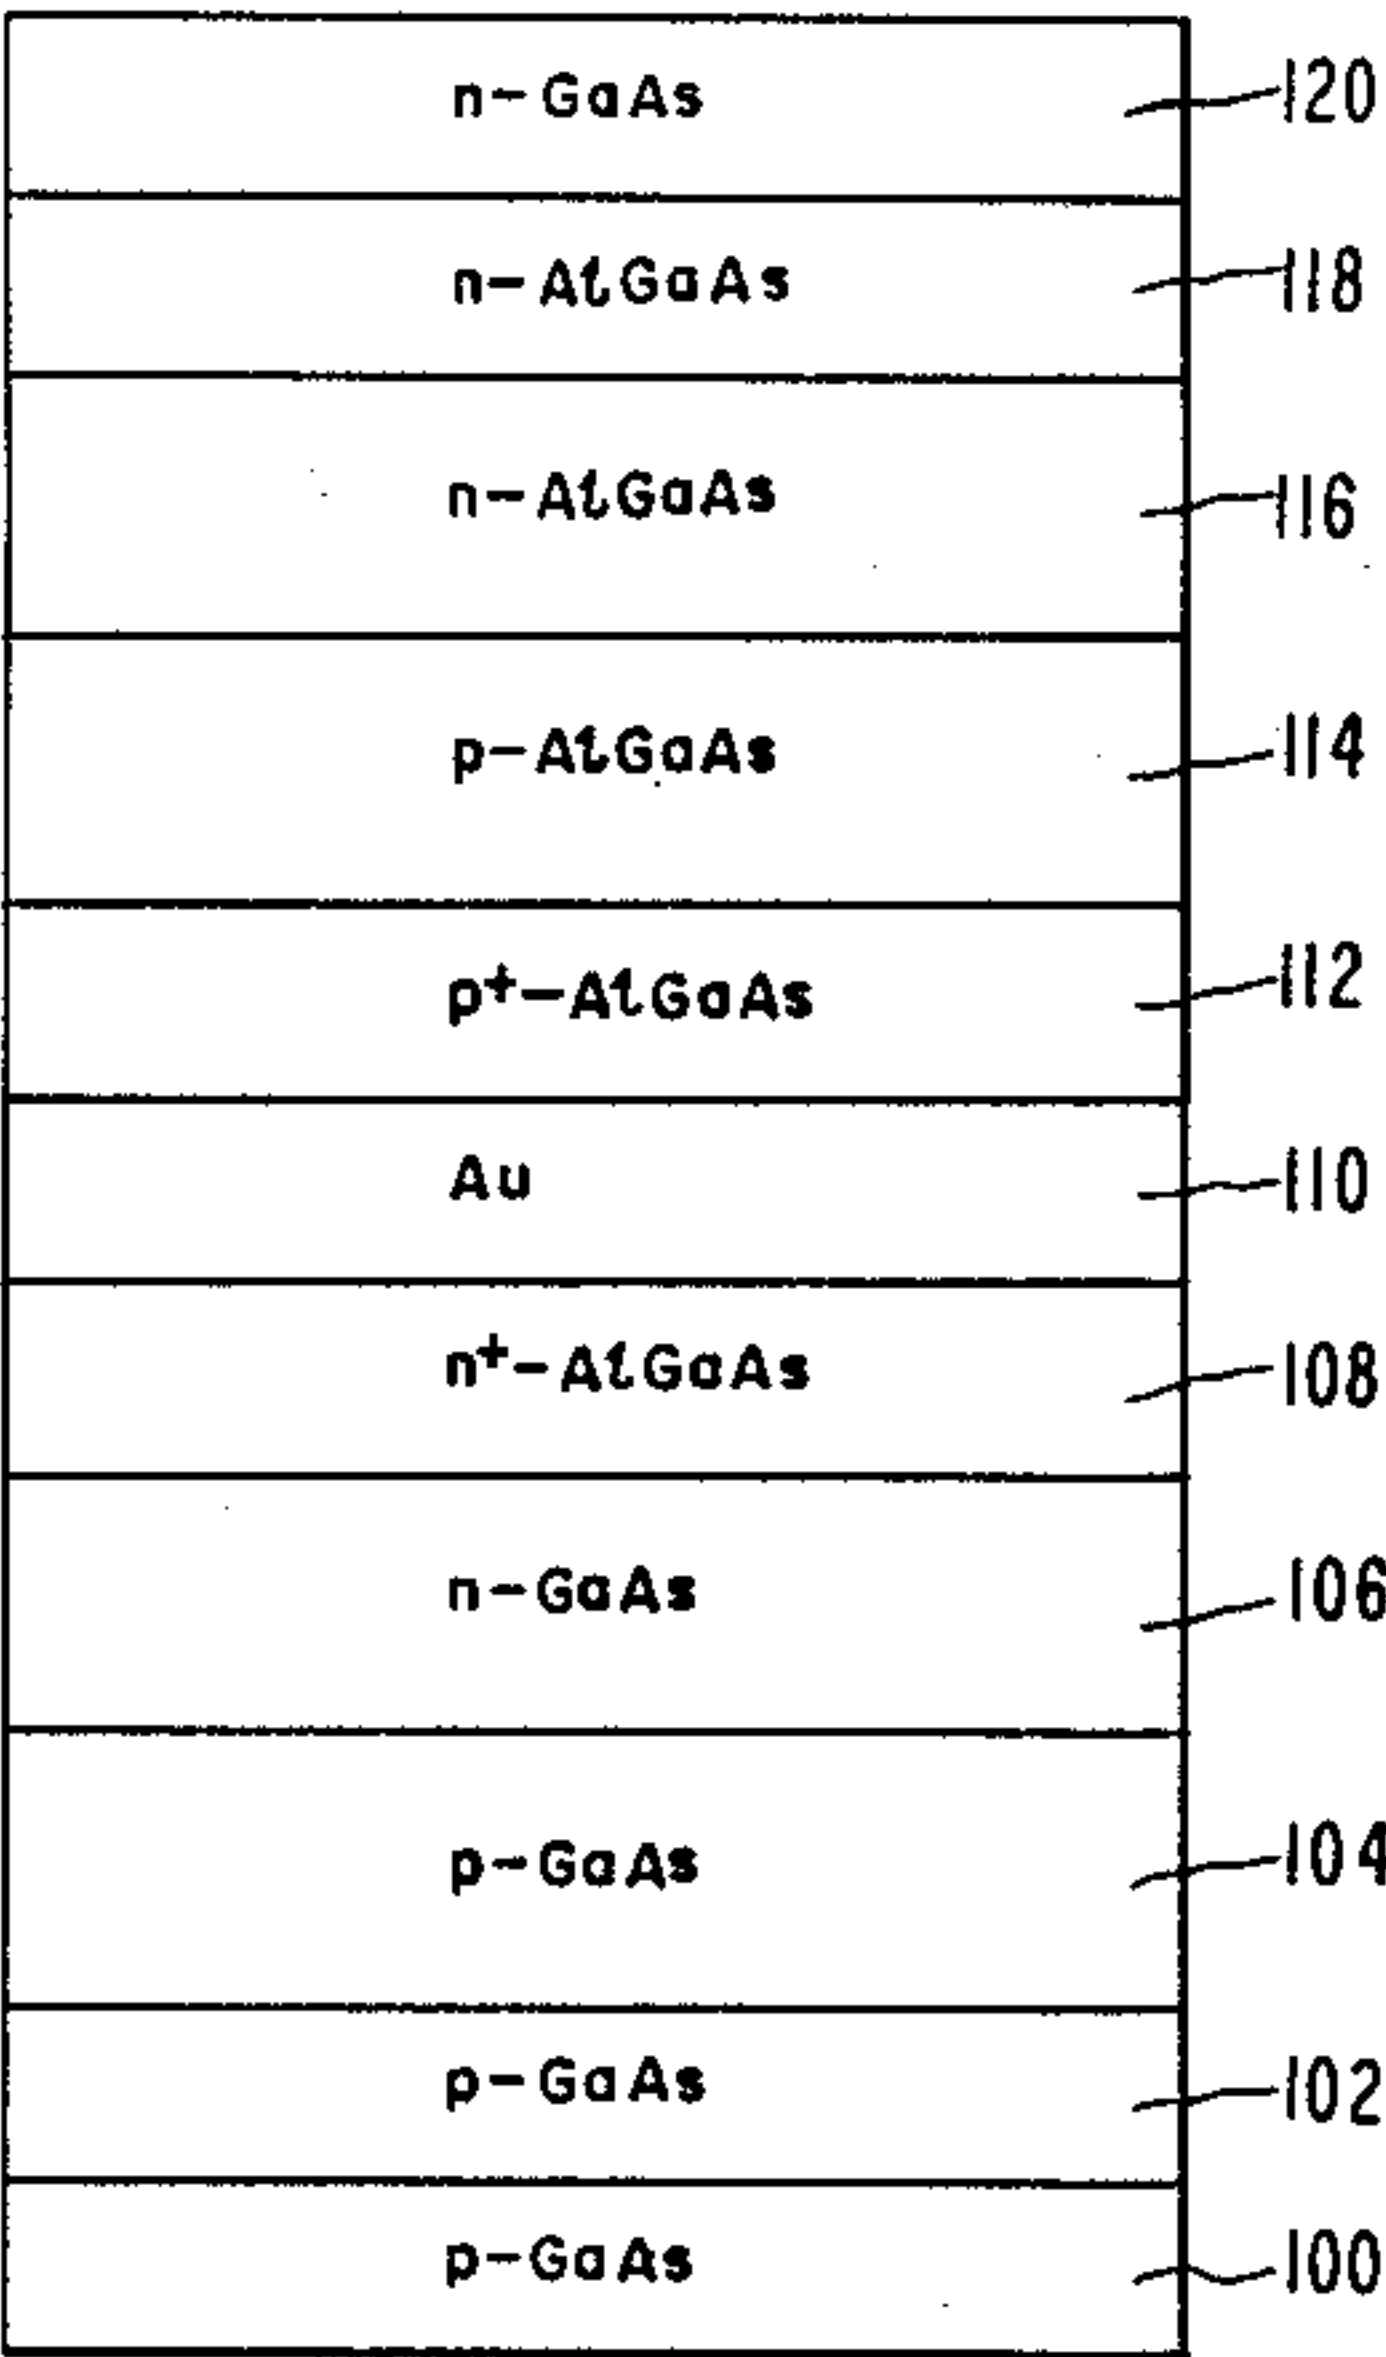 n-GaAs 120
n-AlGaAs 118
n-AlGaAs 116
p-AlGaAs 114
p⁺-AlGaAs 112
Au 110
n⁺-AlGaAs 108
n-GaAs 106
p-GaAs 104
p-GaAs 102
p-GaAs 100